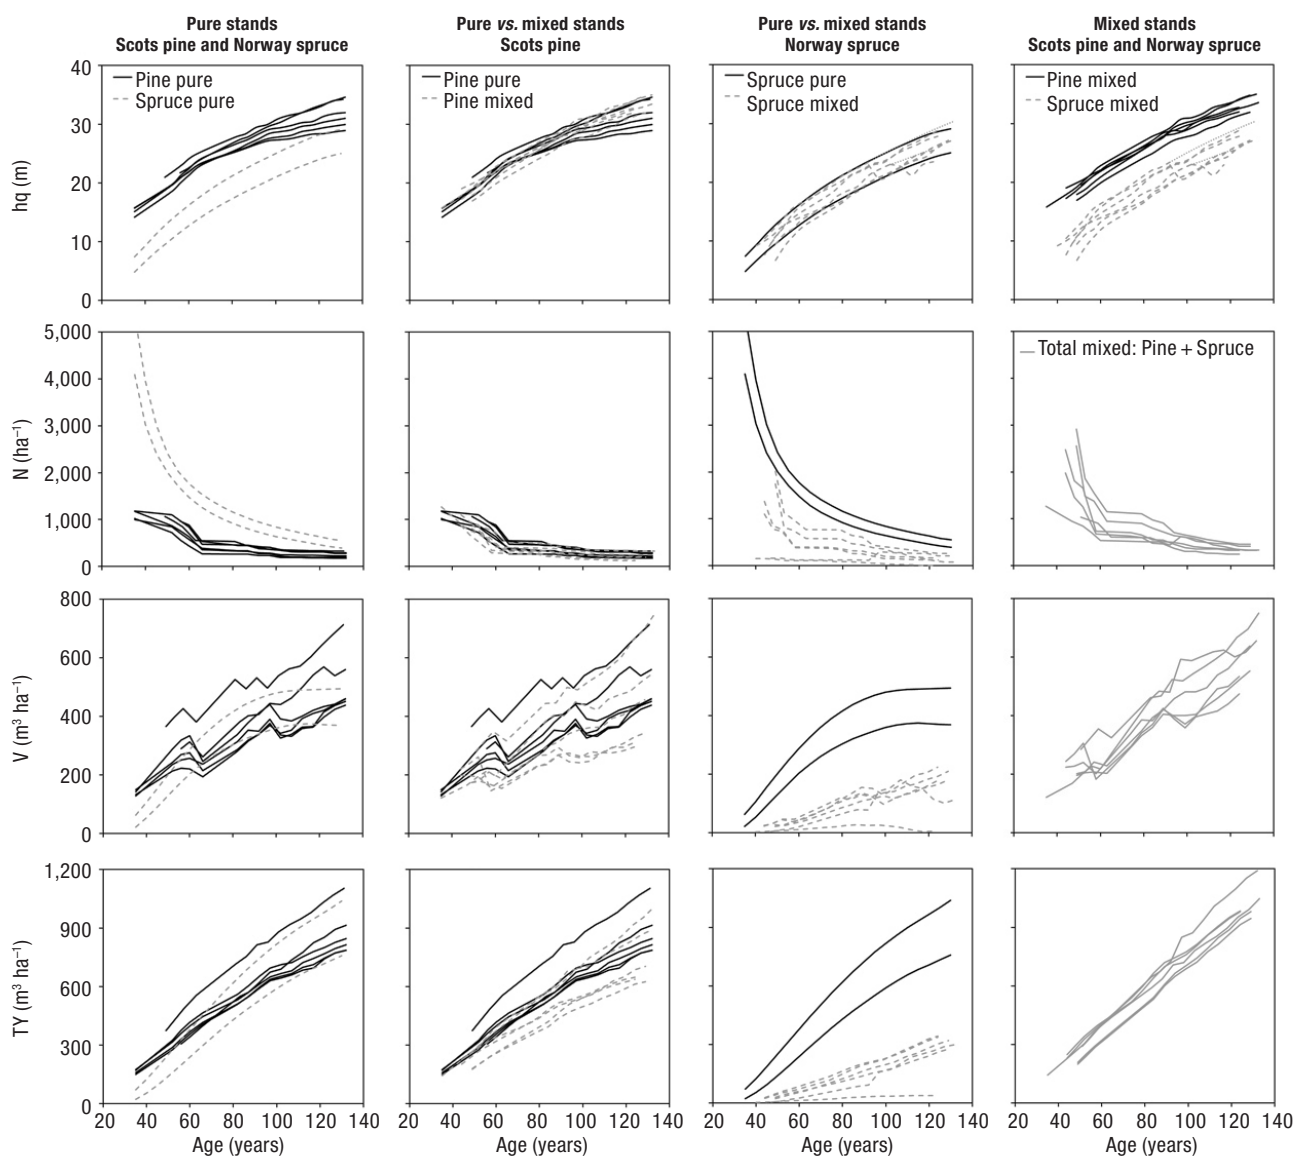 Pure stands
Scots pine and Norway spruce
Pure vs. mixed stands
Scots pine
Pure vs. mixed stands
Norway spruce
Mixed stands
Scots pine and Norway spruce
hq (m)
40
30
20
10
0
Pine pure
Spruce pure
Pine pure
Pine mixed
Spruce pure
Spruce mixed
Pine mixed
Spruce mixed
N (ha⁻¹)
5,000
4,000
3,000
2,000
1,000
0
Total mixed: Pine + Spruce
V (m³ ha⁻¹)
800
600
400
200
0
TY (m³ ha⁻¹)
1,200
900
600
300
0
20 40 60 80 100 120 140
20 40 60 80 100 120 140
20 40 60 80 100 120 140
20 40 60 80 100 120 140
Age (years)
Age (years)
Age (years)
Age (years)